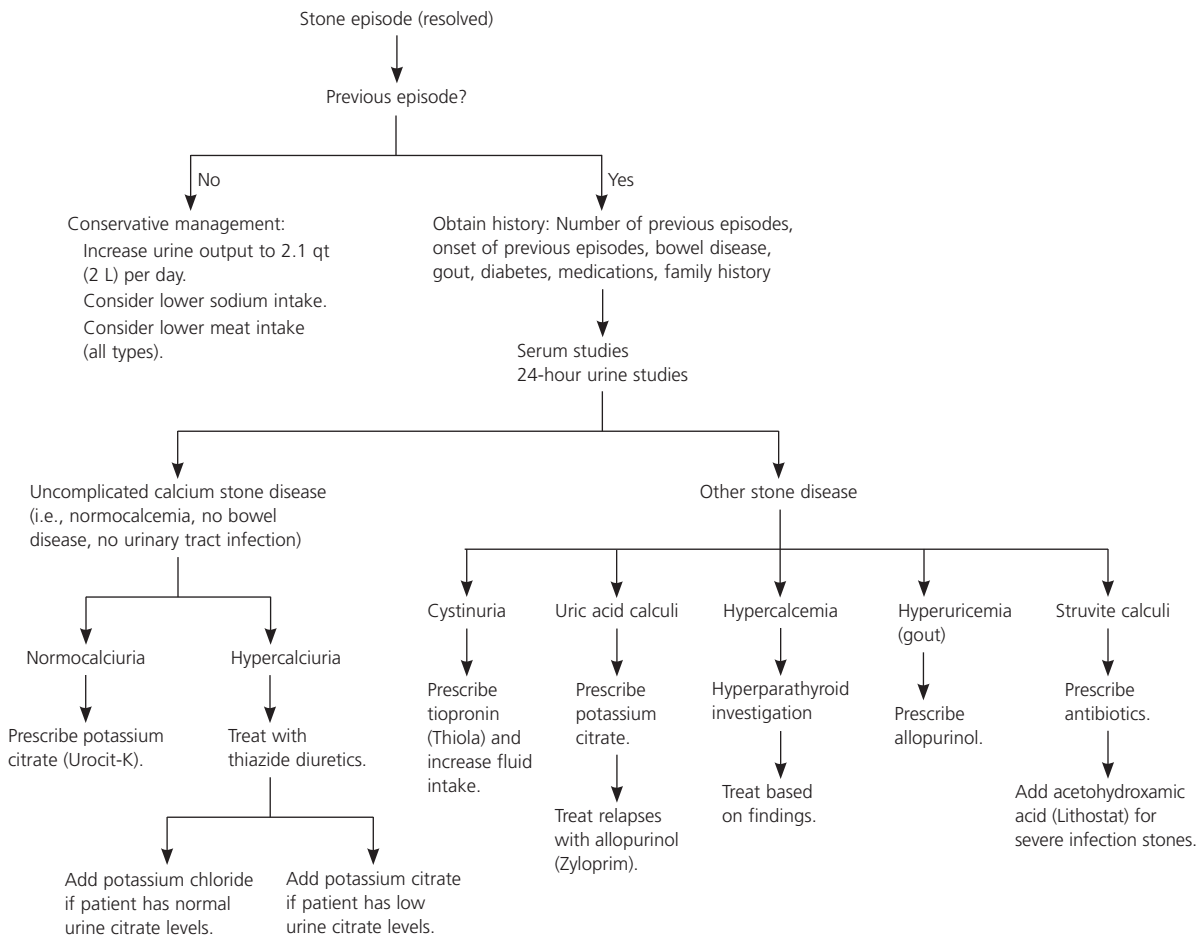 Stone episode (resolved)
Previous episode?
No
Yes
Conservative management:
Increase urine output to 2.1 qt
(2 L) per day.
Consider lower sodium intake.
Consider lower meat intake
(all types).
Obtain history: Number of previous episodes,
onset of previous episodes, bowel disease,
gout, diabetes, medications, family history
Serum studies
24-hour urine studies
Uncomplicated calcium stone disease
(i.e., normocalcemia, no bowel
disease, no urinary tract infection)
Other stone disease
Normocalciuria
Hypercalciuria
Prescribe potassium
citrate (Urocit-K).
Treat with
thiazide diuretics.
Add potassium chloride
if patient has normal
urine citrate levels.
Add potassium citrate
if patient has low
urine citrate levels.
Cystinuria
Prescribe
tiopronin
(Thiola) and
increase fluid
intake.
Uric acid calculi
Prescribe
potassium
citrate.
Treat relapses
with allopurinol
(Zyloprim).
Hypercalcemia
Hyperparathyroid
investigation
Treat based
on findings.
Hyperuricemia
(gout)
Prescribe
allopurinol.
Struvite calculi
Prescribe
antibiotics.
Add acetohydroxamic
acid (Lithostat) for
severe infection stones.